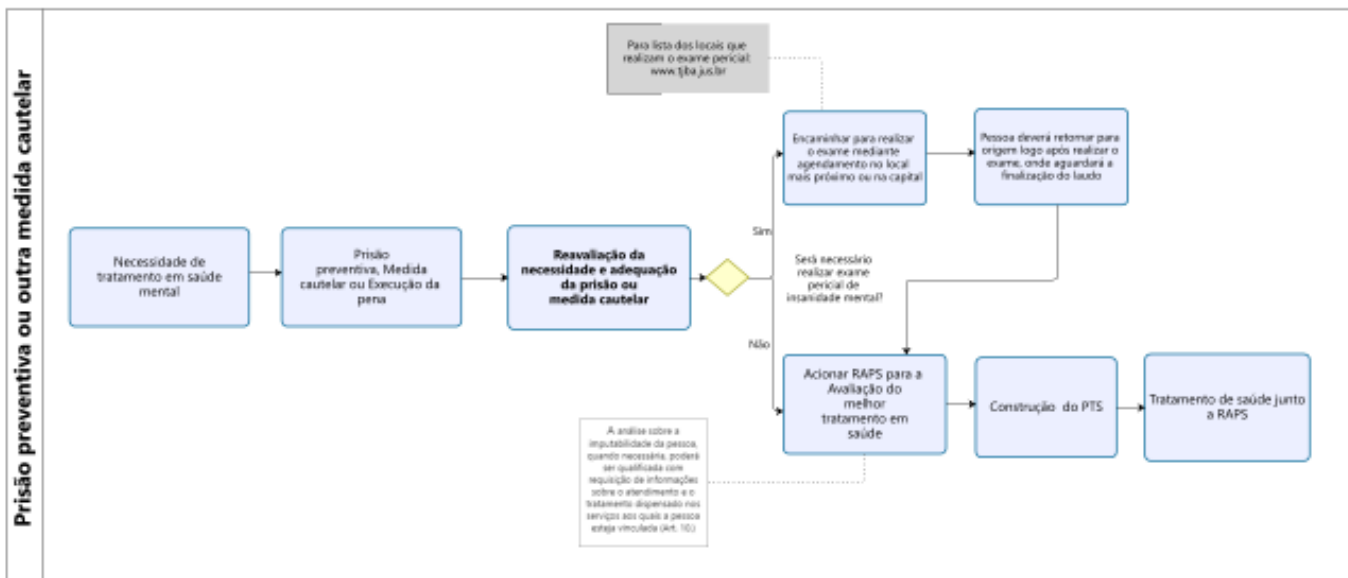 Prisão preventiva ou outra medida cautelar
Para lista dos locais que
realizam o exame pericial:
www.tjba.jus.br
Necessidade de
tratamento em saúde
mental
Prisão
preventiva, Medida
cautelar ou Execução da
pena
Reavaliação da
necessidade e adequação
da prisão ou
medida cautelar
Sim
Não
Será necessário
realizar exame
pericial de
insanidade mental?
Encaminhar para realizar
o exame mediante
agendamento no local
mais próximo ou na capital
Pessoa deverá retornar para
origem logo após realizar o
exame, onde aguardará a
finalização do laudo
Acionar RAPS para a
Avaliação do
melhor
tratamento em
saúde
Construção do PTS
Tratamento de saúde junto
a RAPS
A análise sobre a
imputabilidade da pessoa,
quando necessária, poderá
ser qualificada com
requisição de informações
sobre o atendimento e o
tratamento dispensado nos
serviços aos quais a pessoa
esteja vinculada (Art. 10.)